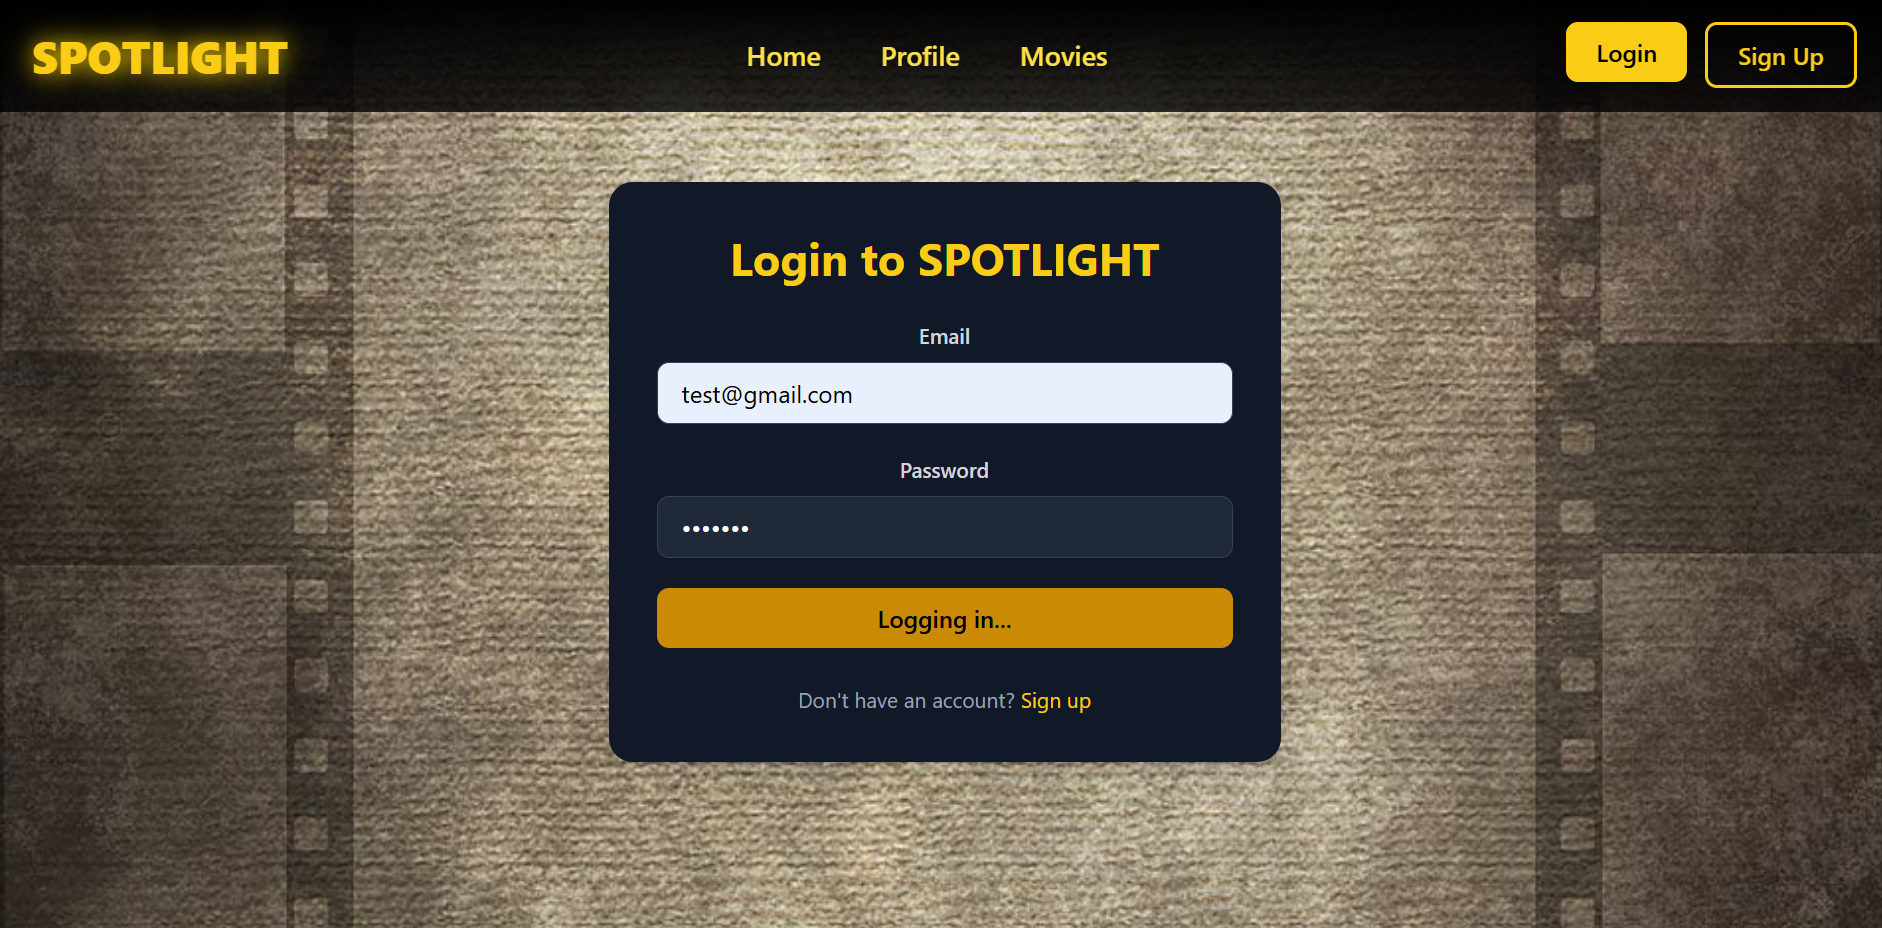 SPOTLIGHT
Home Profile Movies
Login Sign Up
Login to SPOTLIGHT
Email
test@gmail.com
Password
•••••••
Logging in...
Don't have an account? Sign up